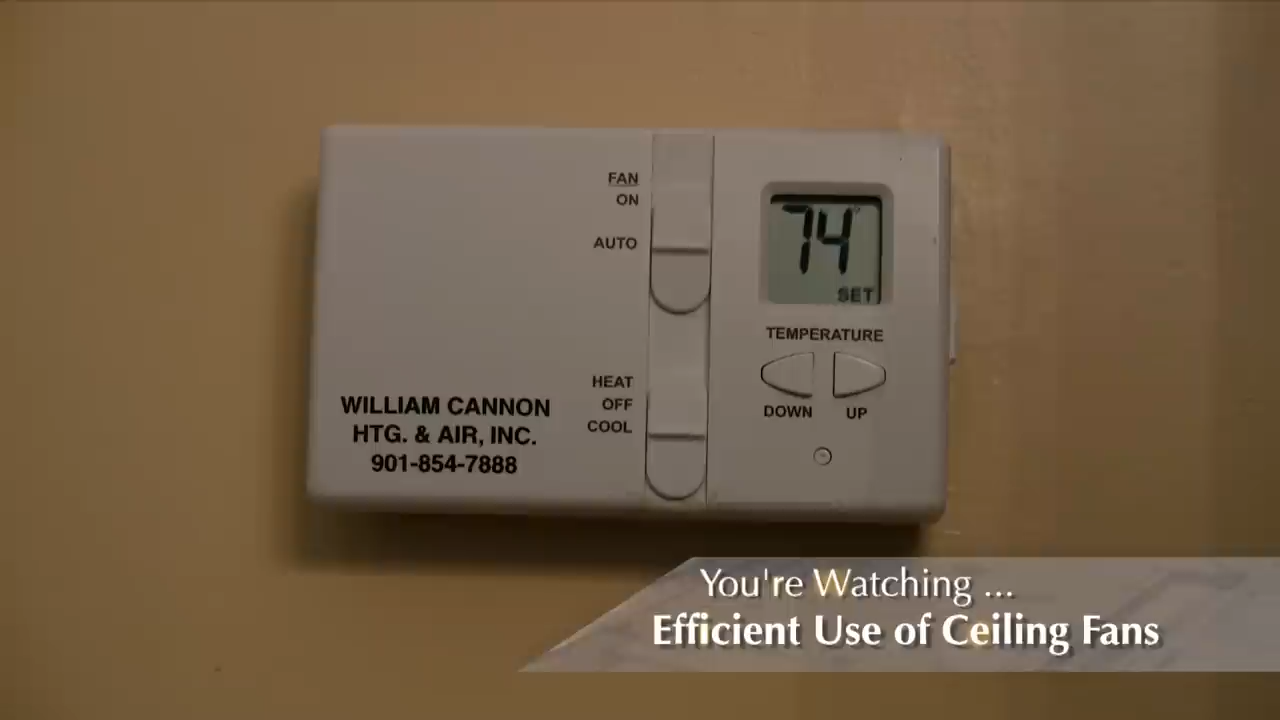 FAN
ON
AUTO
74°
SET
TEMPERATURE
DOWN UP
HEAT
OFF
COOL
WILLIAM CANNON
HTG. & AIR, INC.
901-854-7888
You're Watching ...
Efficient Use of Ceiling Fans